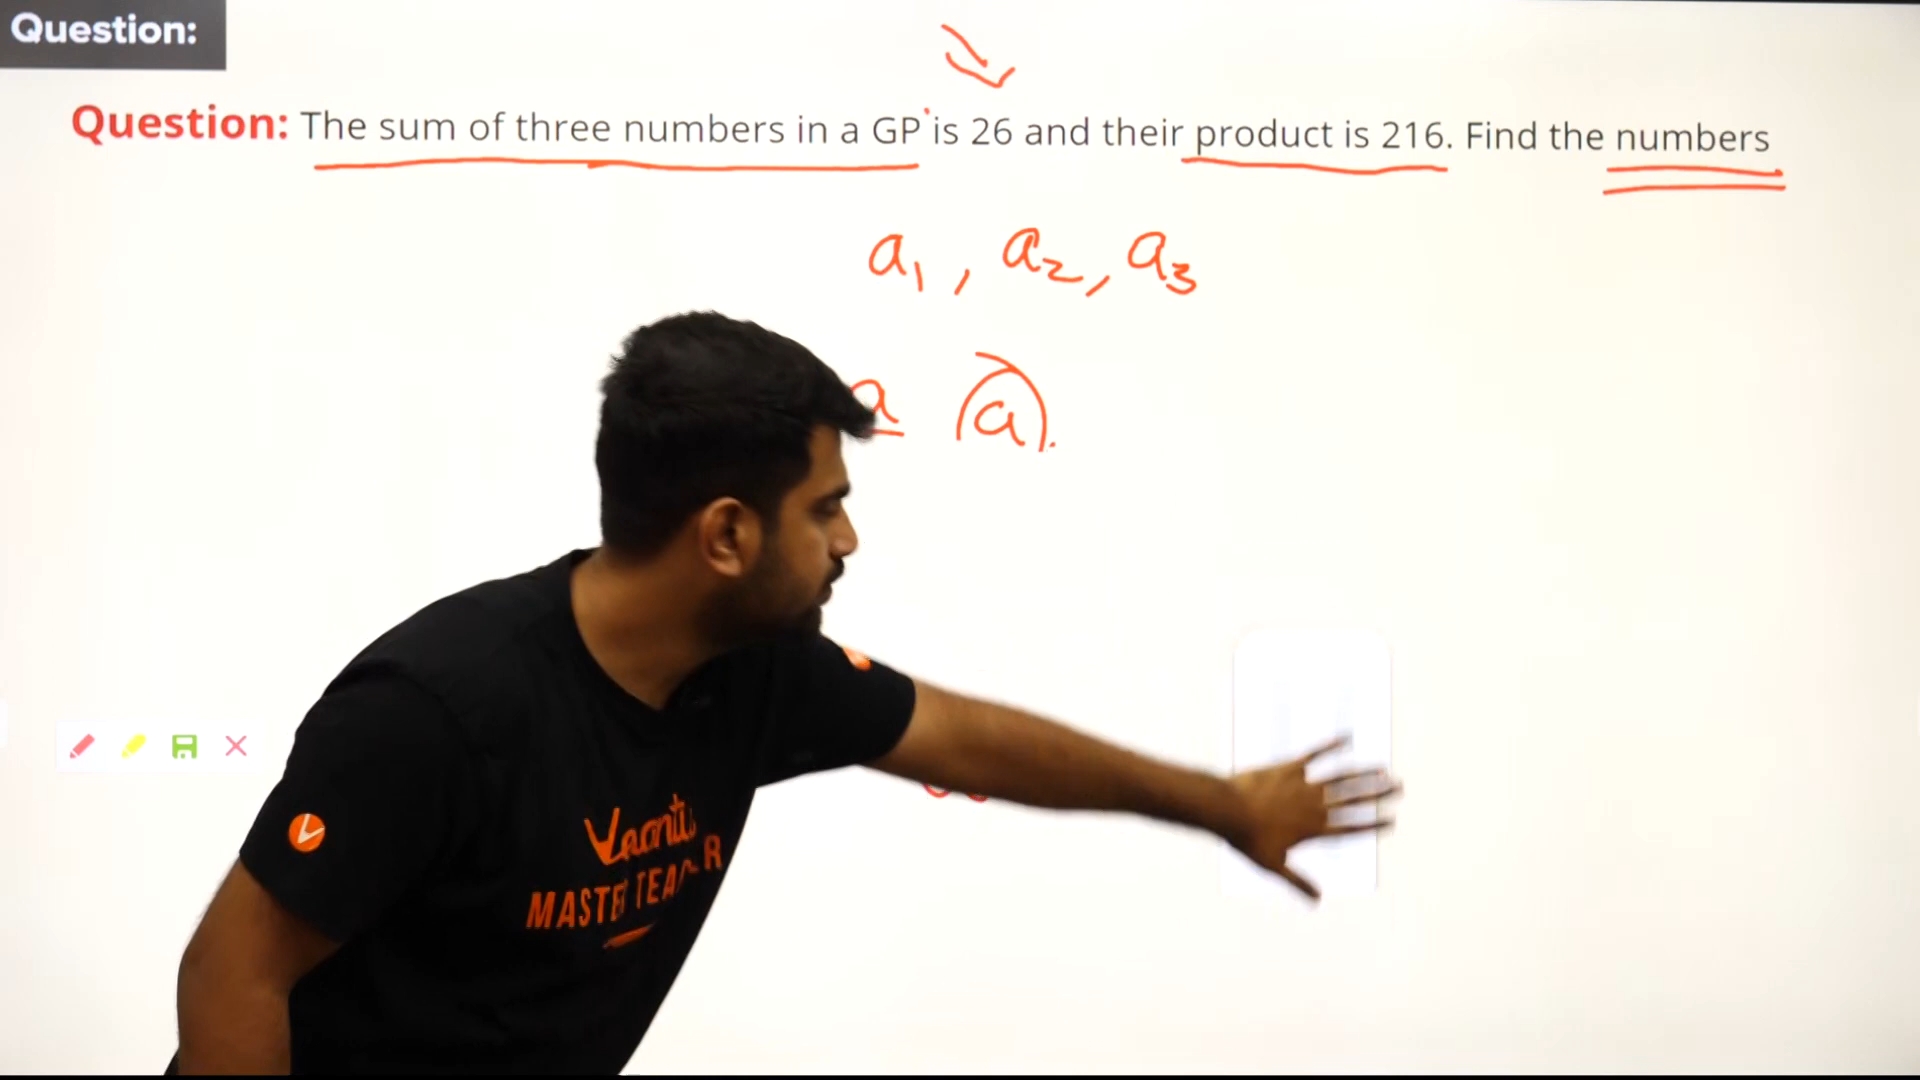 Question:
Question: The sum of three numbers in a GP is 26 and their product is 216. Find the numbers
a1, a2, a3
a (a).
Vedantu
MASTER TEACHER